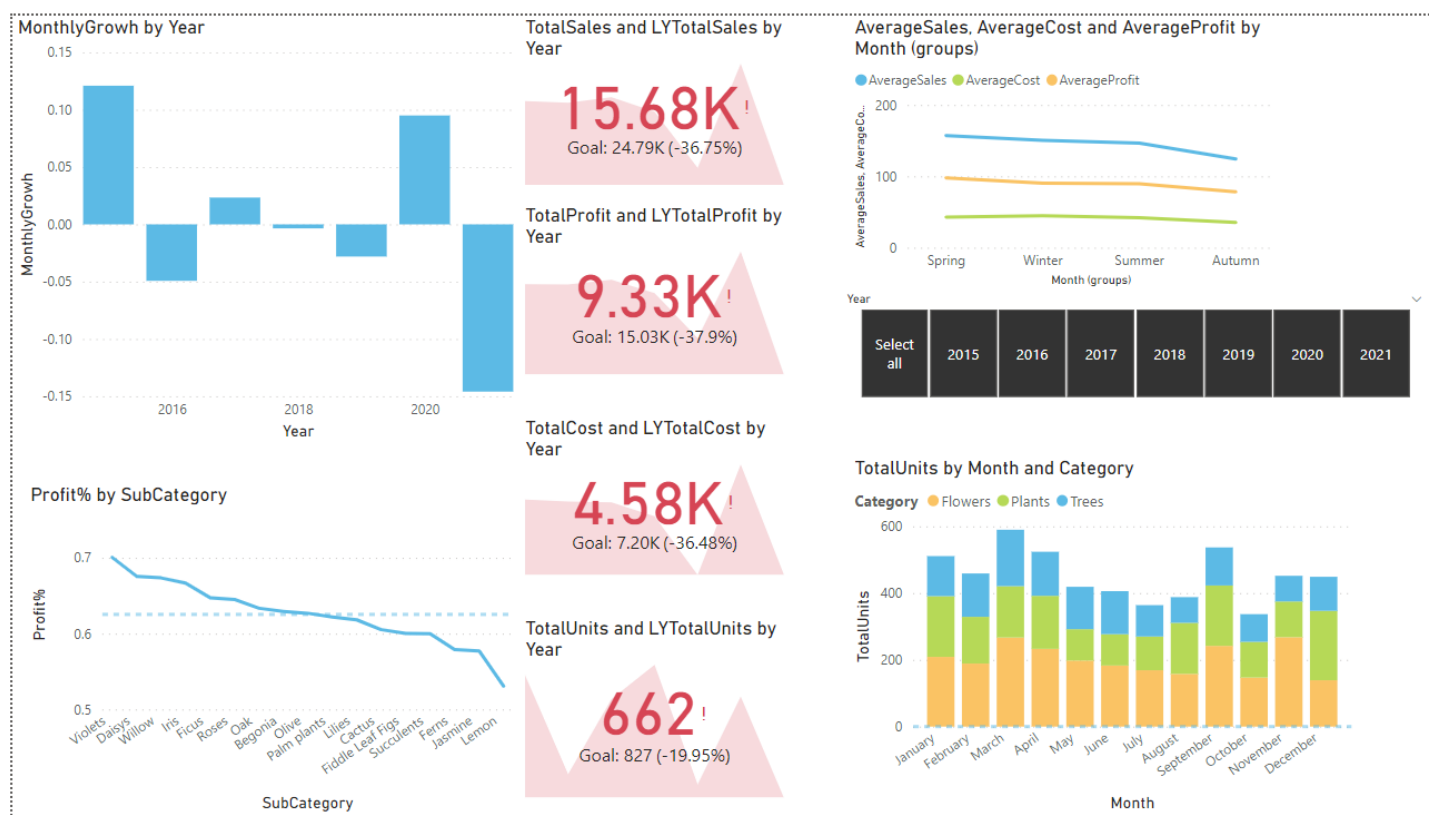 MonthlyGrowh by Year
0.15
0.10
0.05
0.00
-0.05
-0.10
-0.15
MonthlyGrowh
2016
2018
2020
Year
TotalSales and LYTotalSales by
Year
15.68K!
Goal: 24.79K (-36.75%)
TotalProfit and LYTotalProfit by
Year
9.33K!
Goal: 15.03K (-37.9%)
TotalCost and LYTotalCost by
Year
4.58K!
Goal: 7.20K (-36.48%)
TotalUnits and LYTotalUnits by
Year
662!
Goal: 827 (-19.95%)
AverageSales, AverageCost and AverageProfit by
Month (groups)
AverageSales AverageCost AverageProfit
200
100
0
AverageSales, AverageCo...
Spring
Winter
Summer
Autumn
Month (groups)
Year
Select
all
2015
2016
2017
2018
2019
2020
2021
Profit% by SubCategory
0.7
0.6
0.5
Profit%
Violets
Daisys
Willow
Iris
Ficus
Roses
Oak
Begonia
Olive
Palm plants
Lilies
Cactus
Fiddle Leaf Figs
Succulents
Ferns
Jasmine
Lemon
SubCategory
TotalUnits by Month and Category
Category Flowers Plants Trees
600
400
200
0
TotalUnits
January
February
March
April
May
June
July
August
September
October
November
December
Month